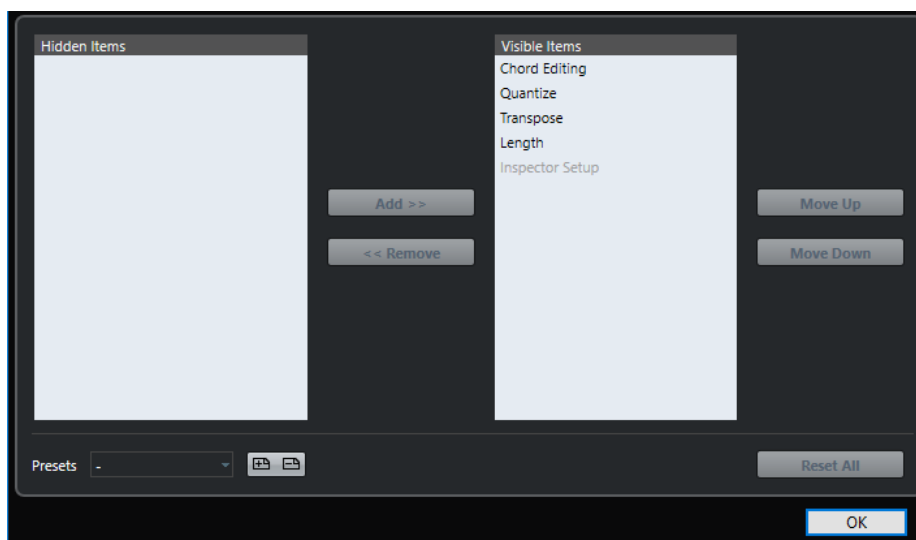 Hidden Items
Visible Items
Chord Editing
Quantize
Transpose
Length
Inspector Setup
Add >>
<< Remove
Move Up
Move Down
Presets
-
Reset All
OK